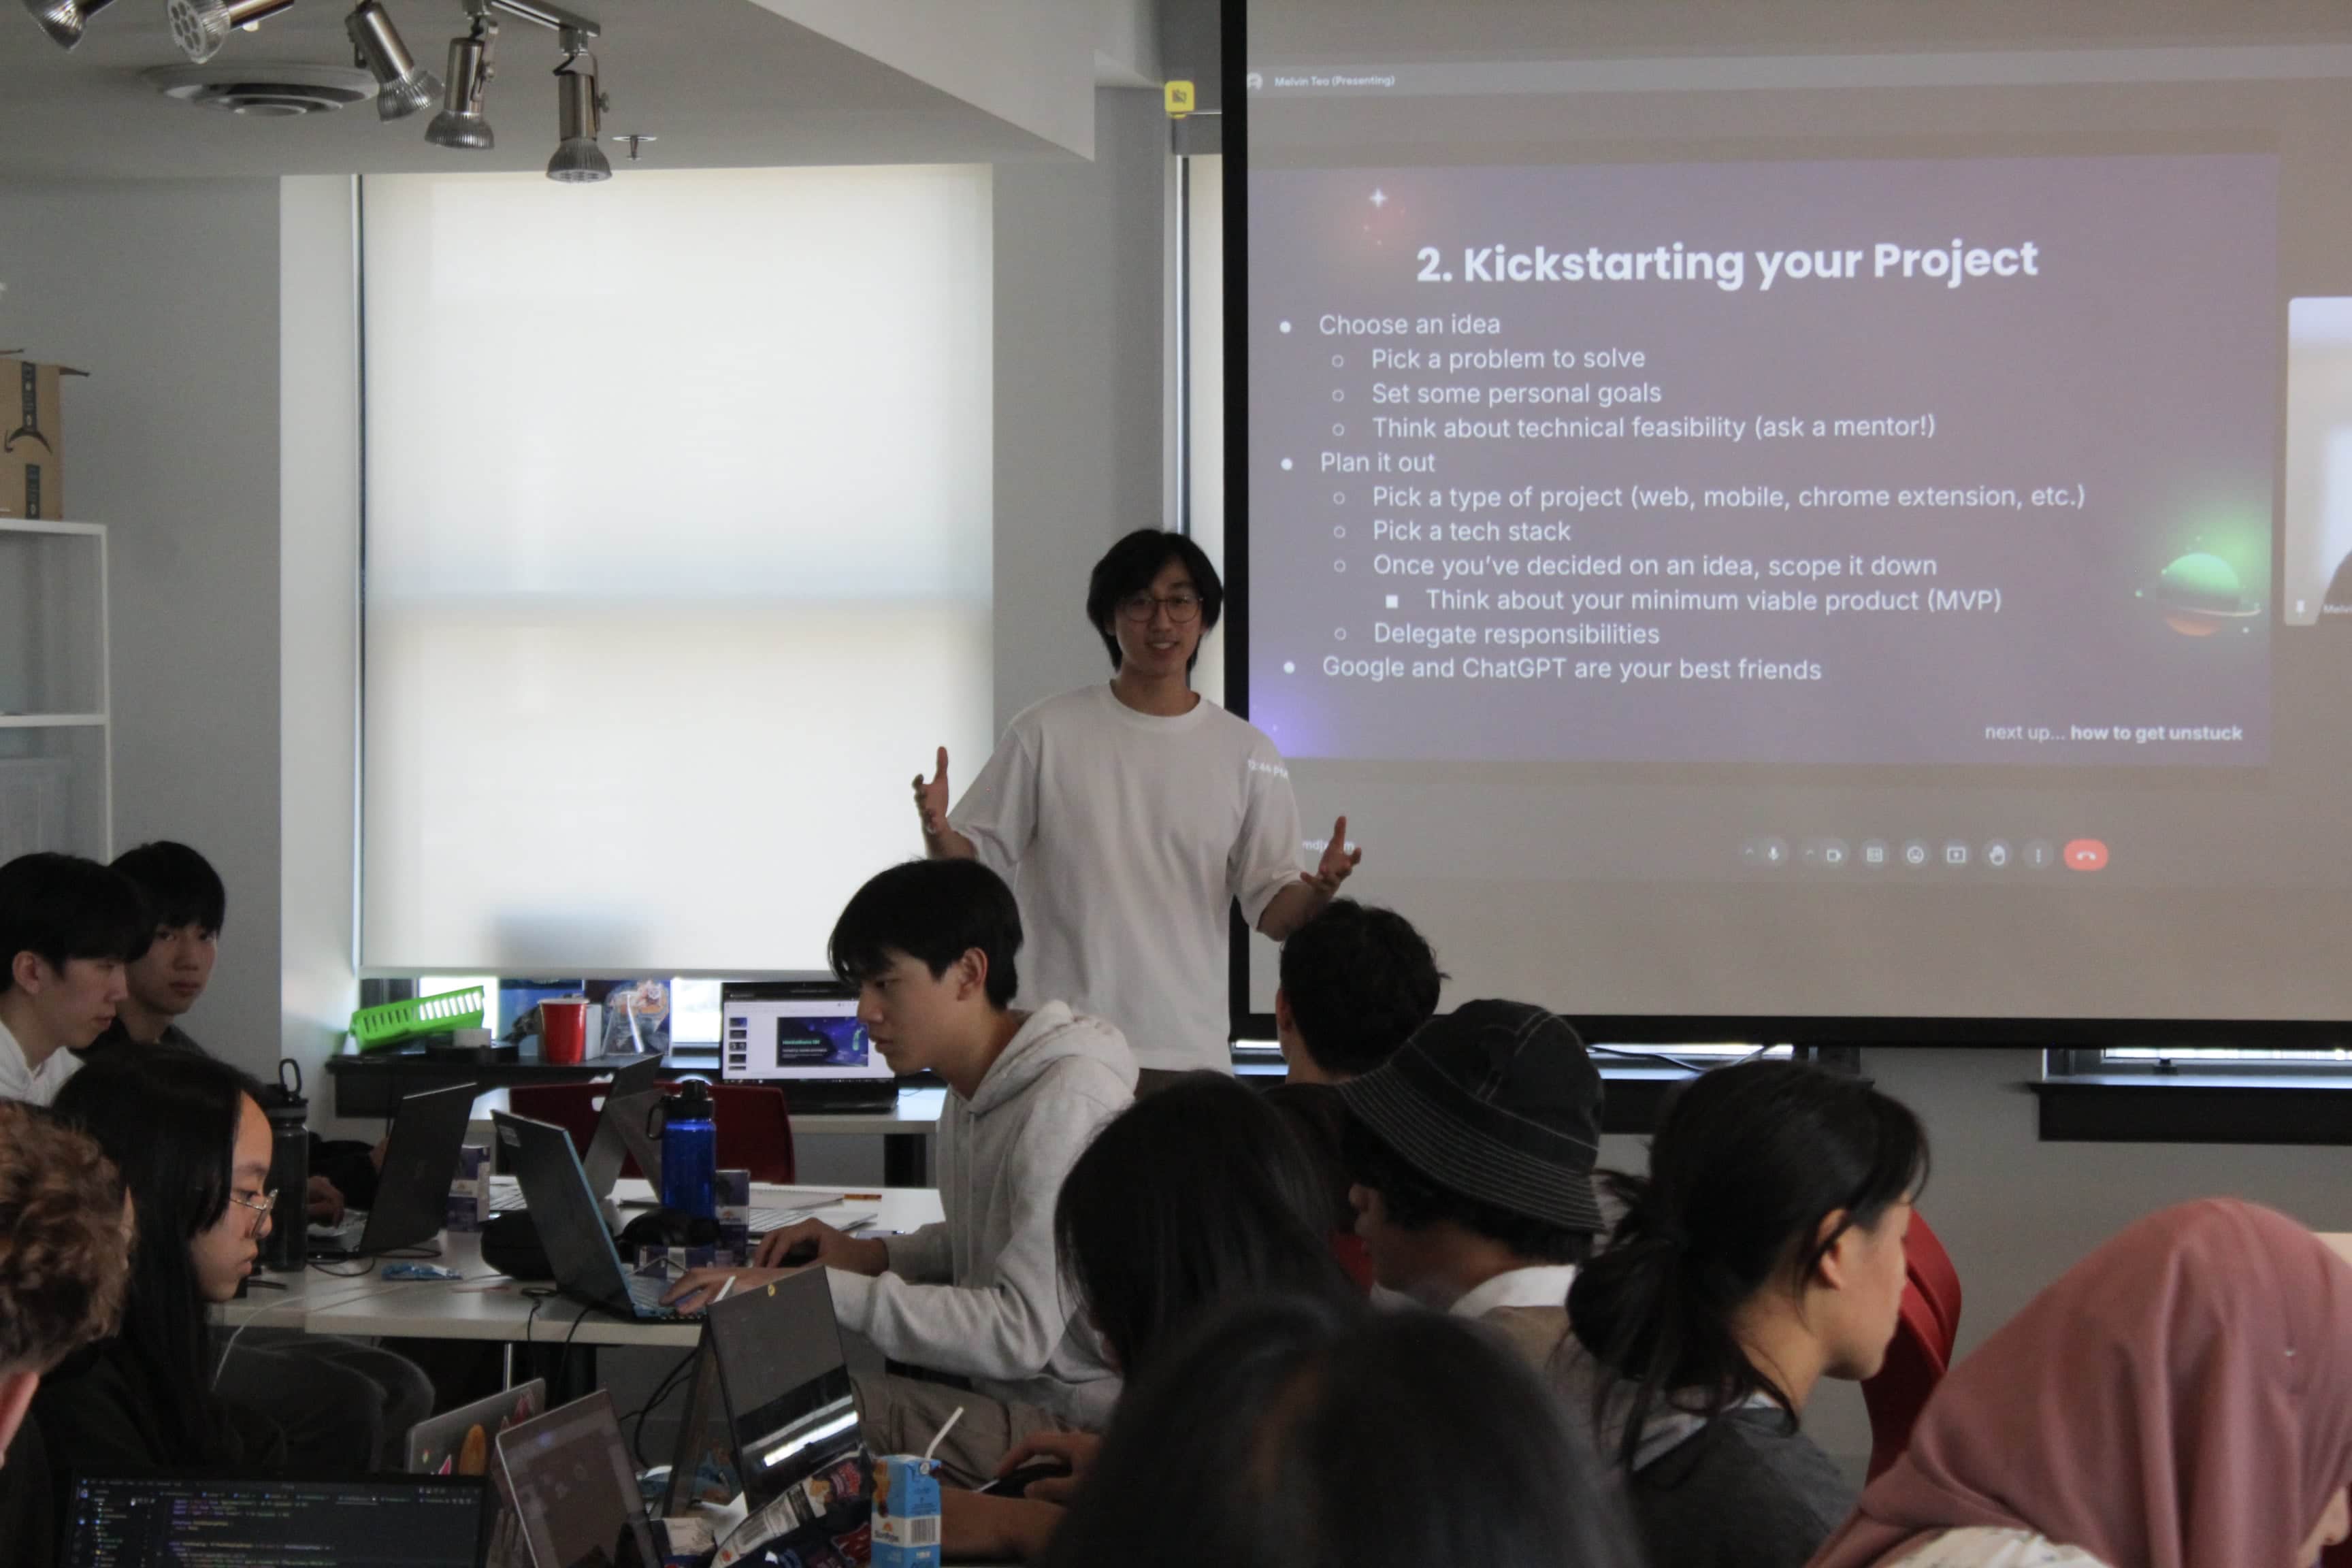 Melvin Teo (Presenting)
2. Kickstarting your Project
● Choose an idea
○ Pick a problem to solve
○ Set some personal goals
○ Think about technical feasibility (ask a mentor!)
● Plan it out
○ Pick a type of project (web, mobile, chrome extension, etc.)
○ Pick a tech stack
○ Once you’ve decided on an idea, scope it down
■ Think about your minimum viable product (MVP)
○ Delegate responsibilities
● Google and ChatGPT are your best friends
next up... how to get unstuck